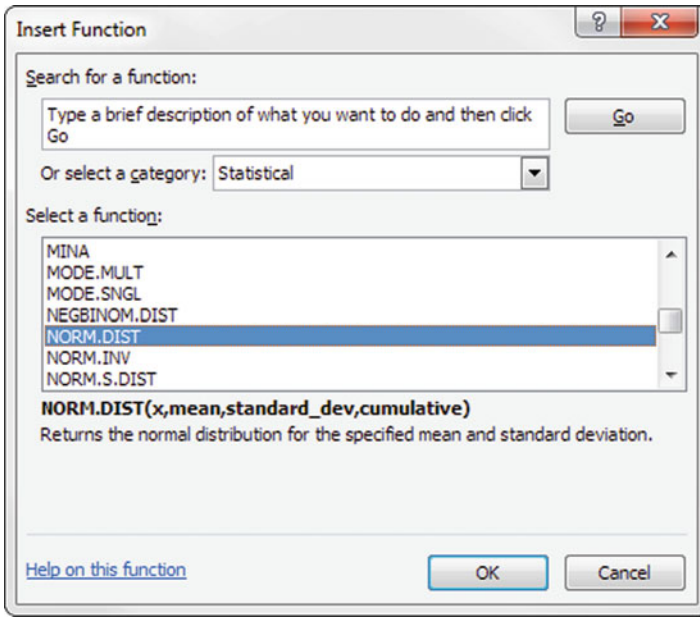 Insert Function
?
X
Search for a function:
Type a brief description of what you want to do and then click
Go
Go
Or select a category: Statistical
Select a function:
MINA
MODE.MULT
MODE.SNGL
NEGBINOM.DIST
NORM.DIST
NORM.INV
NORM.S.DIST
NORM.DIST(x,mean,standard_dev,cumulative)
Returns the normal distribution for the specified mean and standard deviation.
Help on this function
OK
Cancel